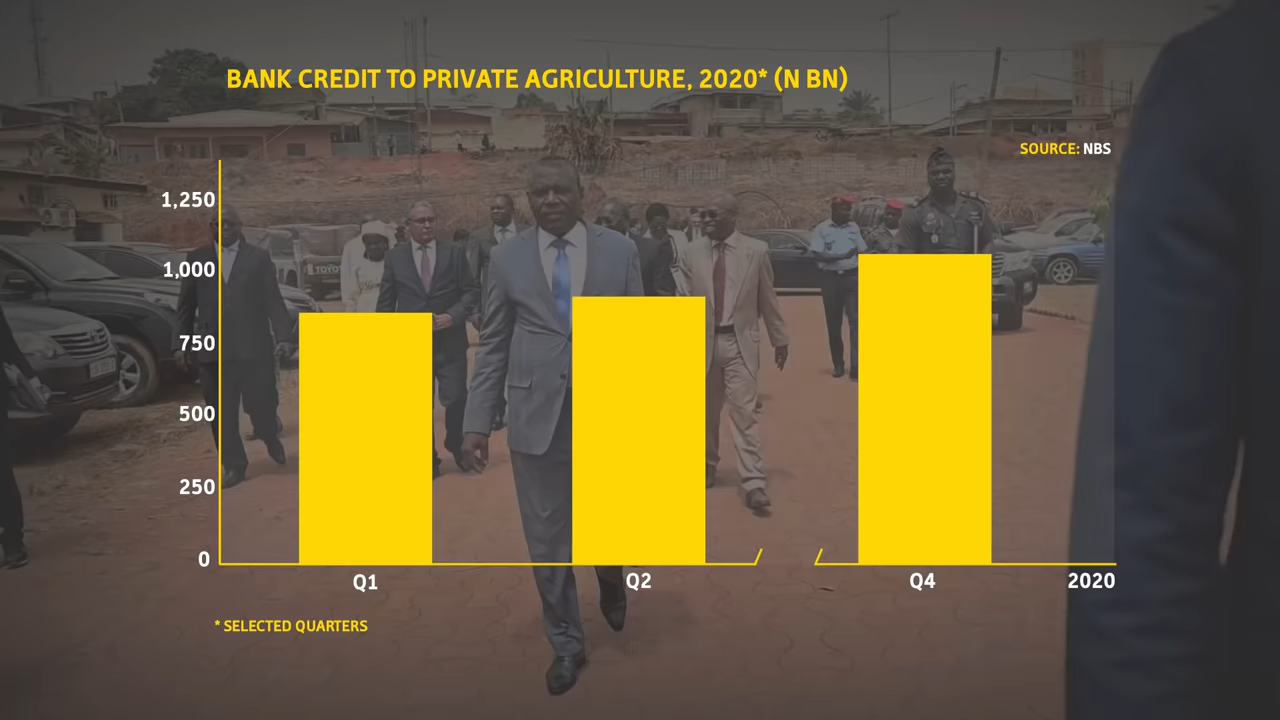 BANK CREDIT TO PRIVATE AGRICULTURE, 2020* (N BN)
SOURCE: NBS
1,250
1,000
750
500
250
0
Q1
Q2
Q4
2020
* SELECTED QUARTERS
TOYO